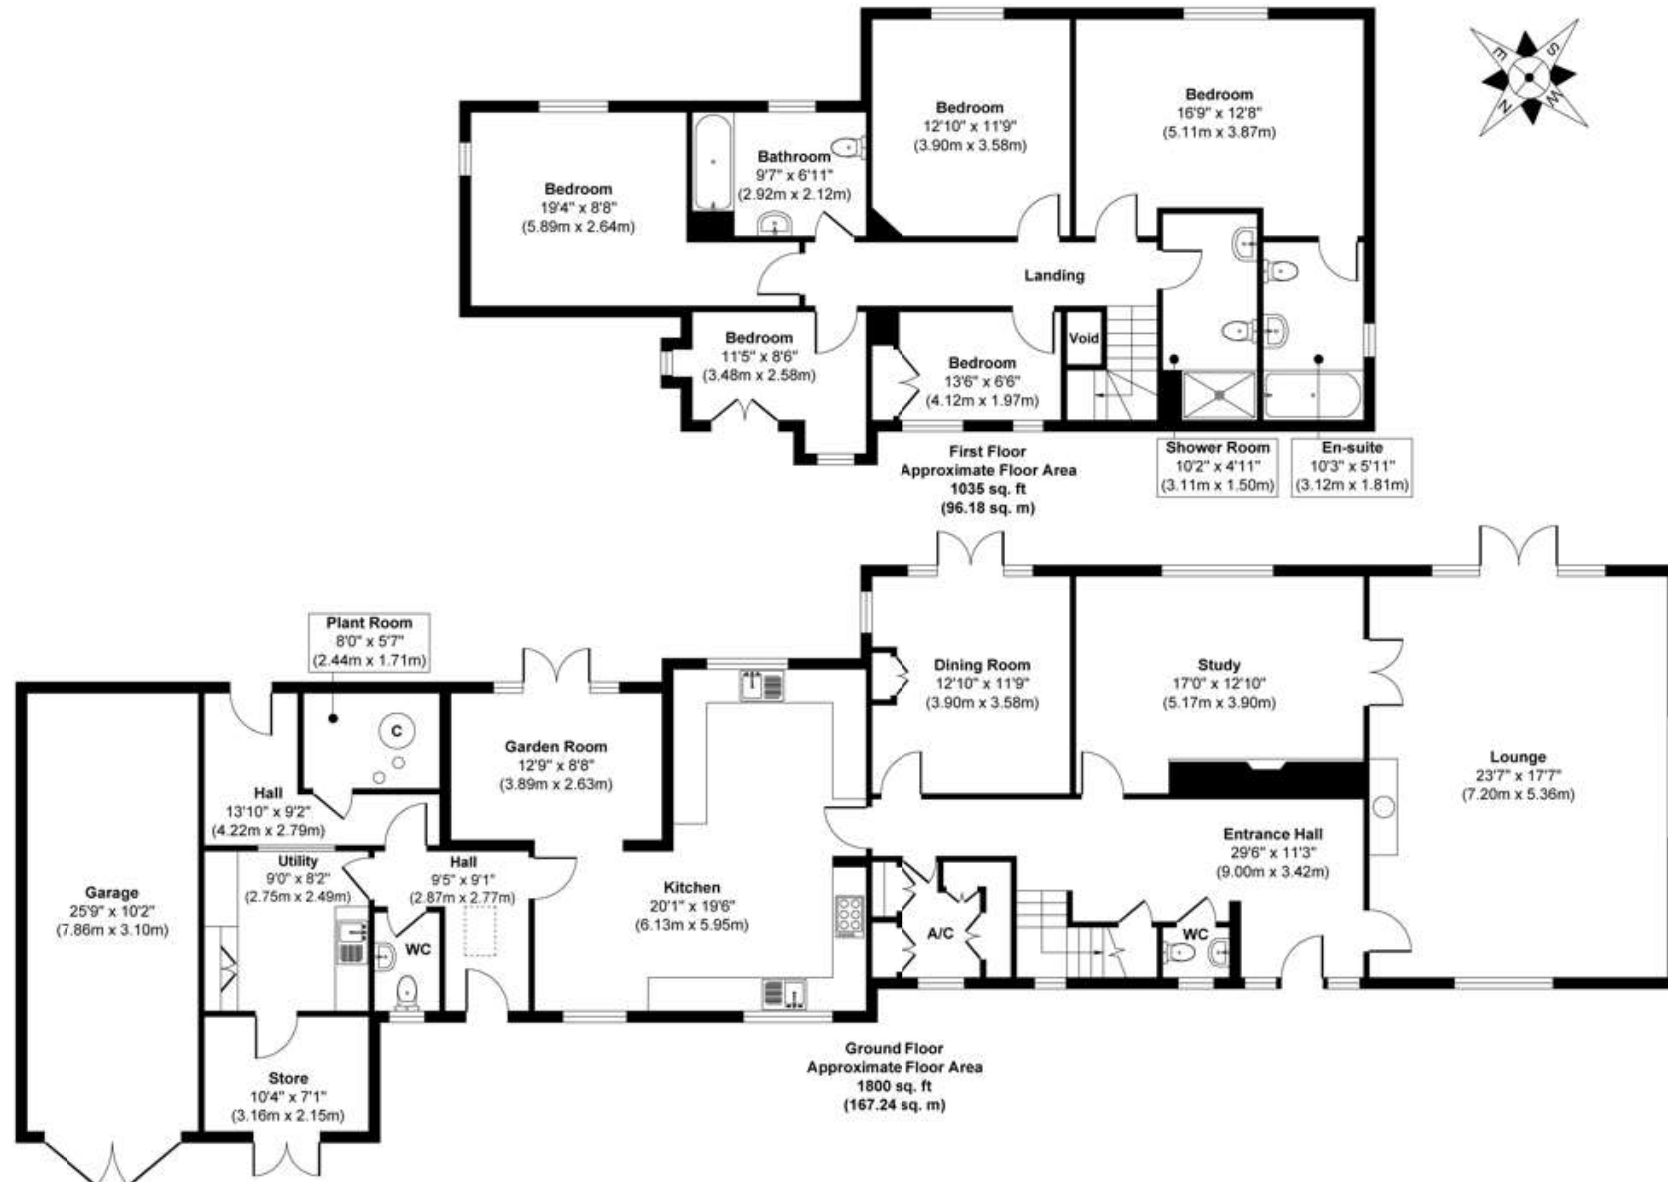 S
E
W
N
Bedroom
12'10" x 11'9"
(3.90m x 3.58m)
Bedroom
16'9" x 12'8"
(5.11m x 3.87m)
Bathroom
9'7" x 6'11"
(2.92m x 2.12m)
Bedroom
19'4" x 8'8"
(5.89m x 2.64m)
Landing
Bedroom
11'5" x 8'6"
(3.48m x 2.58m)
Bedroom
13'6" x 6'6"
(4.12m x 1.97m)
Void
Shower Room
10'2" x 4'11"
(3.11m x 1.50m)
En-suite
10'3" x 5'11"
(3.12m x 1.81m)
First Floor
Approximate Floor Area
1035 sq. ft
(96.18 sq. m)
Plant Room
8'0" x 5'7"
(2.44m x 1.71m)
C
Garden Room
12'9" x 8'8"
(3.89m x 2.63m)
Dining Room
12'10" x 11'9"
(3.90m x 3.58m)
Study
17'0" x 12'10"
(5.17m x 3.90m)
Lounge
23'7" x 17'7"
(7.20m x 5.36m)
Hall
13'10" x 9'2"
(4.22m x 2.79m)
Entrance Hall
29'6" x 11'3"
(9.00m x 3.42m)
Utility
9'0" x 8'2"
(2.75m x 2.49m)
Hall
9'5" x 9'1"
(2.87m x 2.77m)
Garage
25'9" x 10'2"
(7.86m x 3.10m)
Kitchen
20'1" x 19'6"
(6.13m x 5.95m)
A/C
WC
WC
Store
10'4" x 7'1"
(3.16m x 2.15m)
Ground Floor
Approximate Floor Area
1800 sq. ft
(167.24 sq. m)